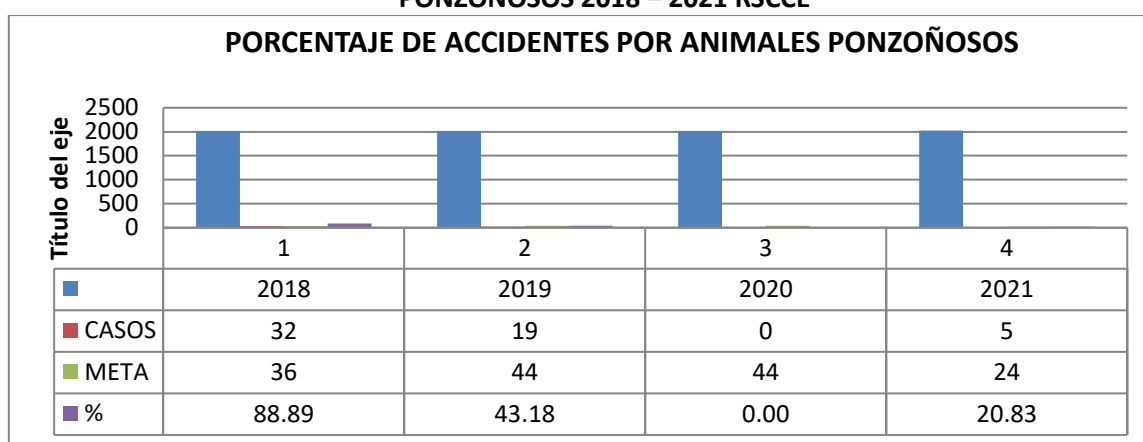 PONZOÑOSOS 2018 – 2021 RSCCL
PORCENTAJE DE ACCIDENTES POR ANIMALES PONZOÑOSOS
Título del eje
2500
2000
1500
1000
500
0
1 2 3 4
2018 2019 2020 2021
CASOS 32 19 0 5
META 36 44 44 24
% 88.89 43.18 0.00 20.83